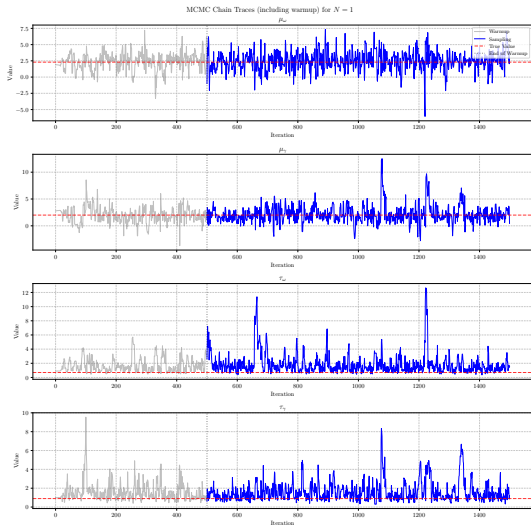 MCMC Chain Traces (including warmup) for N = 1
μ_ω
Warmup
Sampling
True Value
End of Warmup
7.5
5.0
2.5
0.0
−2.5
−5.0
Value
0 200 400 600 800 1000 1200 1400
Iteration
μ_γ
10
5
0
Value
0 200 400 600 800 1000 1200 1400
Iteration
τ_ω
12
10
8
6
4
2
0
Value
0 200 400 600 800 1000 1200 1400
Iteration
τ_γ
8
6
4
2
0
Value
0 200 400 600 800 1000 1200 1400
Iteration